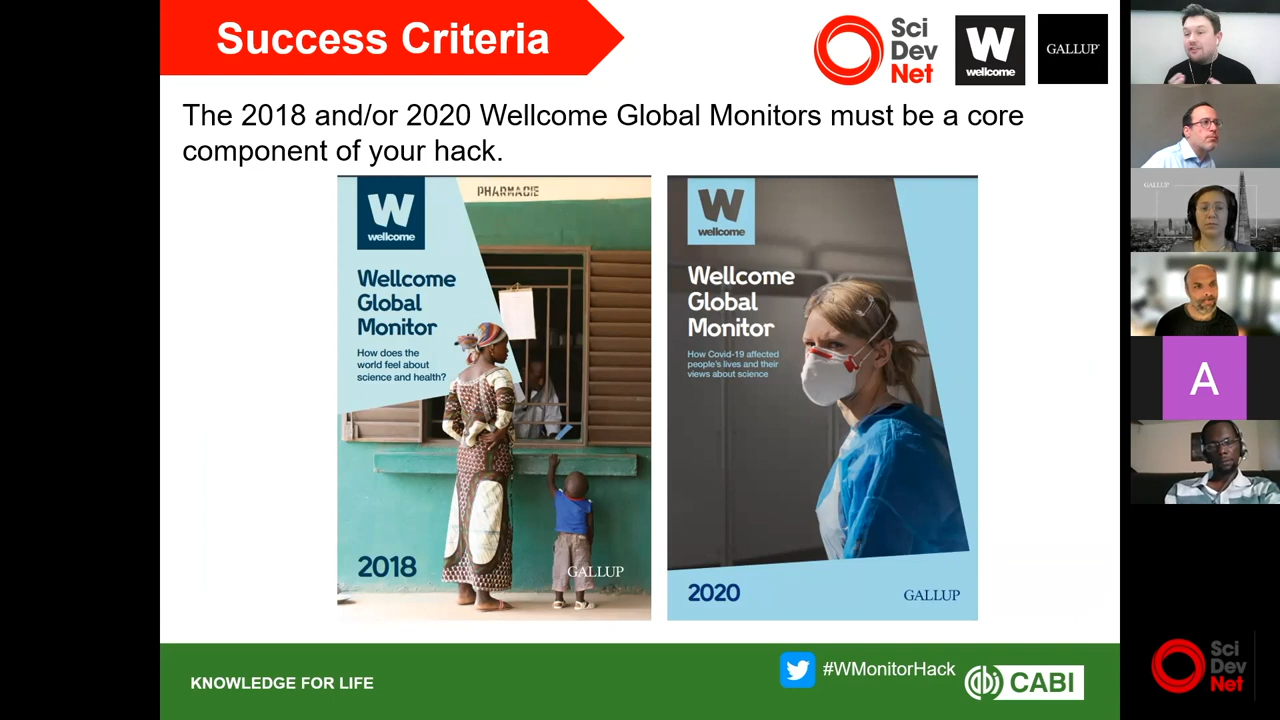 Success Criteria
Sci
Dev
Net
W
wellcome
GALLUP
The 2018 and/or 2020 Wellcome Global Monitors must be a core
component of your hack.
W
wellcome
PHARMACIE
Wellcome
Global
Monitor
How does the
world feel about
science and health?
2018
GALLUP
W
wellcome
Wellcome
Global
Monitor
How Covid-19 affected
people's lives and their
views about science
2020
GALLUP
KNOWLEDGE FOR LIFE
#WMonitorHack
CABI
GALLUP
A
Sci
Dev
Net